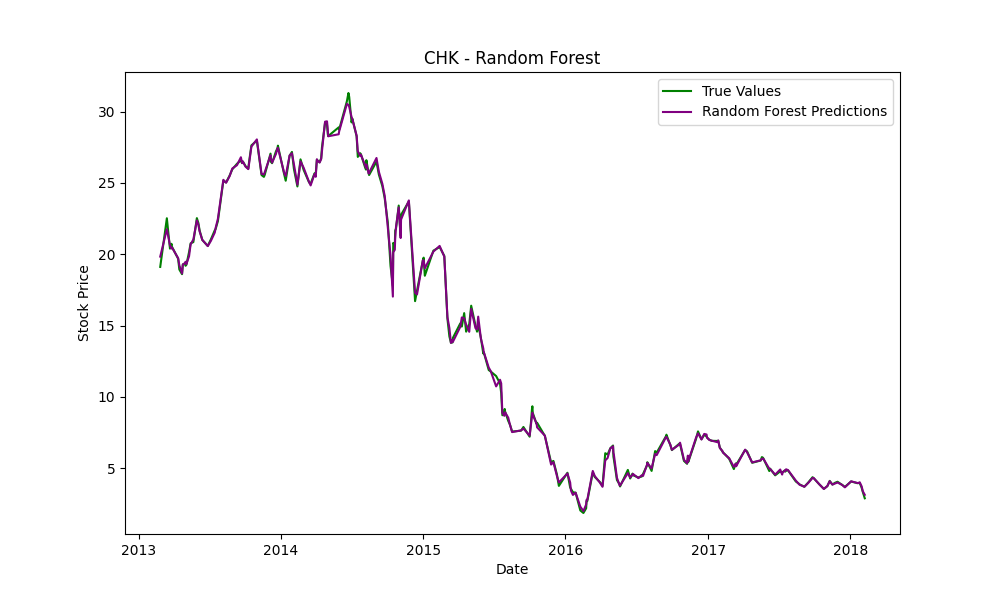 CHK - Random Forest
True Values
Random Forest Predictions
Stock Price
30
25
20
15
10
5
2013 2014 2015 2016 2017 2018
Date